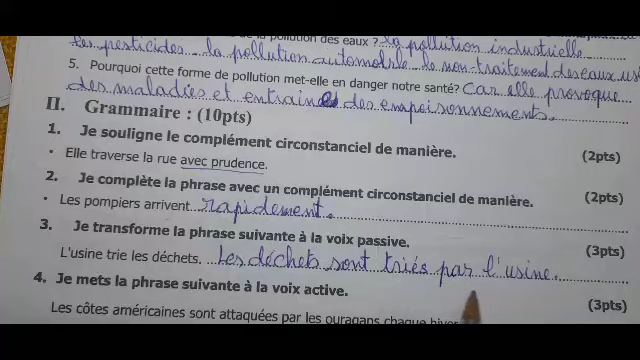 de la pollution des eaux ? la pollution industrielle
les pesticides la pollution automobile le non-traitement des eaux us
5. Pourquoi cette forme de pollution met-elle en danger notre santé? Car elle provoque
des maladies et entraine des empoisonnements.
II. Grammaire : (10pts)
1. Je souligne le complément circonstanciel de manière. (2pts)
• Elle traverse la rue avec prudence.
2. Je complète la phrase avec un complément circonstanciel de manière. (2pts)
• Les pompiers arrivent rapidement.
3. Je transforme la phrase suivante à la voix passive. (3pts)
L'usine trie les déchets. Les déchets sont triés par l'usine.
4. Je mets la phrase suivante à la voix active. (3pts)
Les côtes américaines sont attaquées par les ouragans chaque hiver